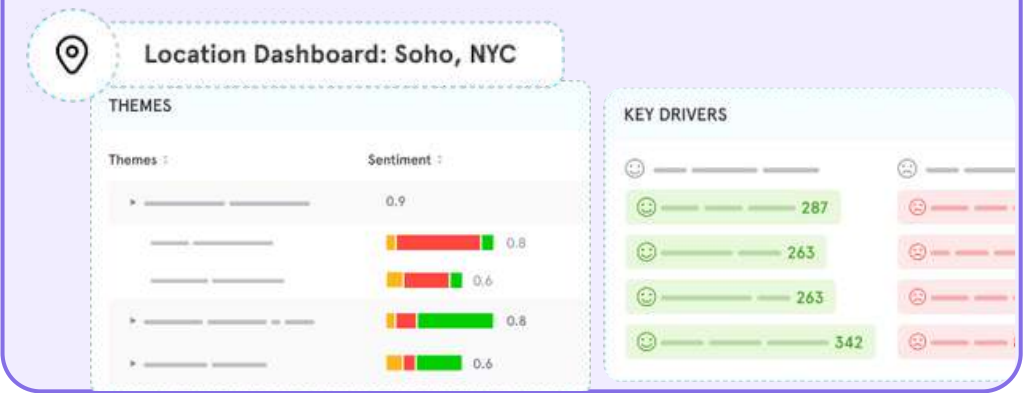 Location Dashboard: Soho, NYC
THEMES
Themes
Sentiment
0.9
0.8
0.6
0.8
0.6
KEY DRIVERS
287
263
263
342